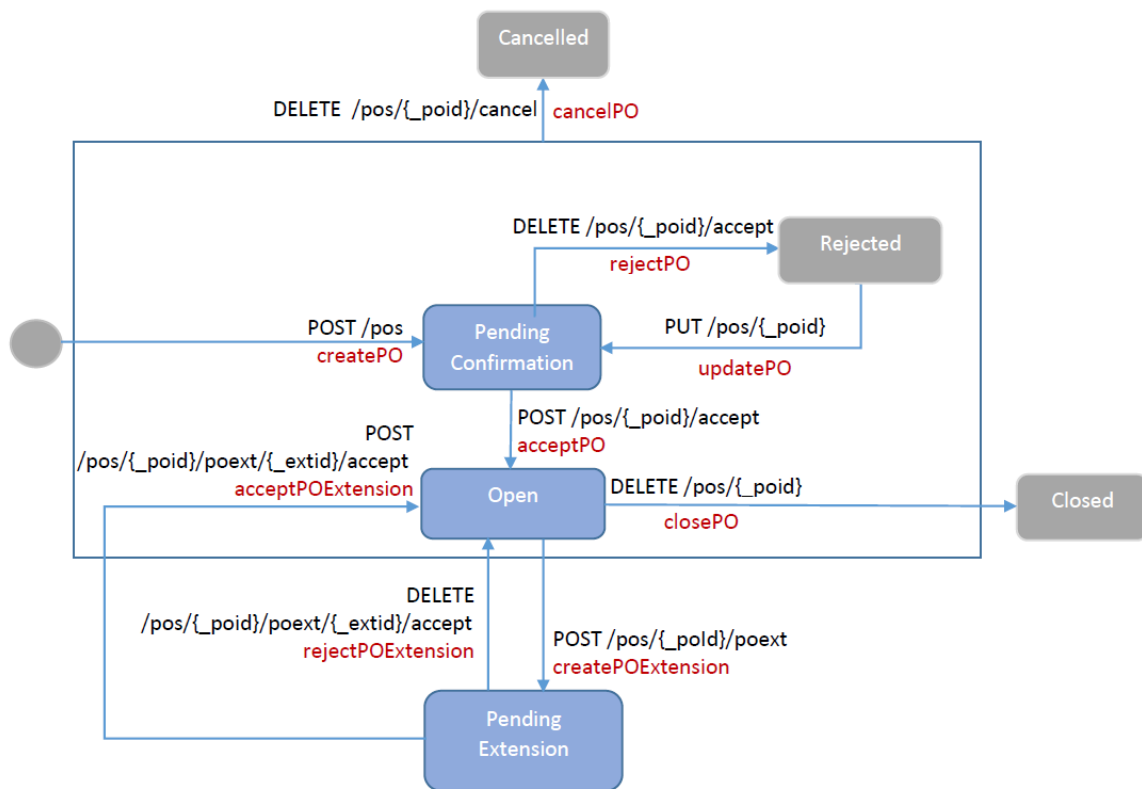 Cancelled
DELETE /pos/{_poid}/cancel
cancelPO
DELETE /pos/{_poid}/accept
rejectPO
Rejected
POST /pos
createPO
Pending
Confirmation
PUT /pos/{_poid}
updatePO
POST /pos/{_poid}/accept
acceptPO
POST
/pos/{_poid}/poext/{_extid}/accept
acceptPOExtension
Open
DELETE /pos/{_poid}
closePO
Closed
DELETE
/pos/{_poid}/poext/{_extid}/accept
rejectPOExtension
POST /pos/{_poId}/poext
createPOExtension
Pending
Extension